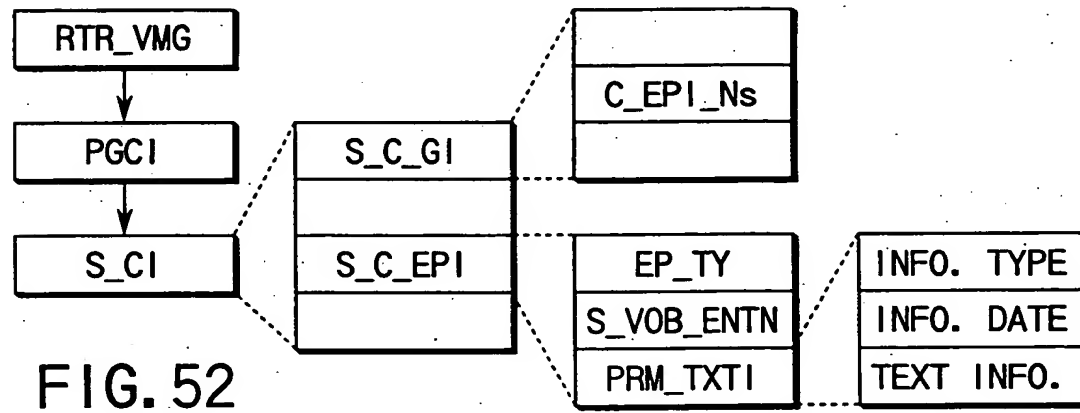 RTR_VMG
PGCI
S_CI
S_C_GI
S_C_EPI
C_EPI_Ns
EP_TY
S_VOB_ENTN
PRM_TXTI
INFO. TYPE
INFO. DATE
TEXT INFO.
FIG. 52